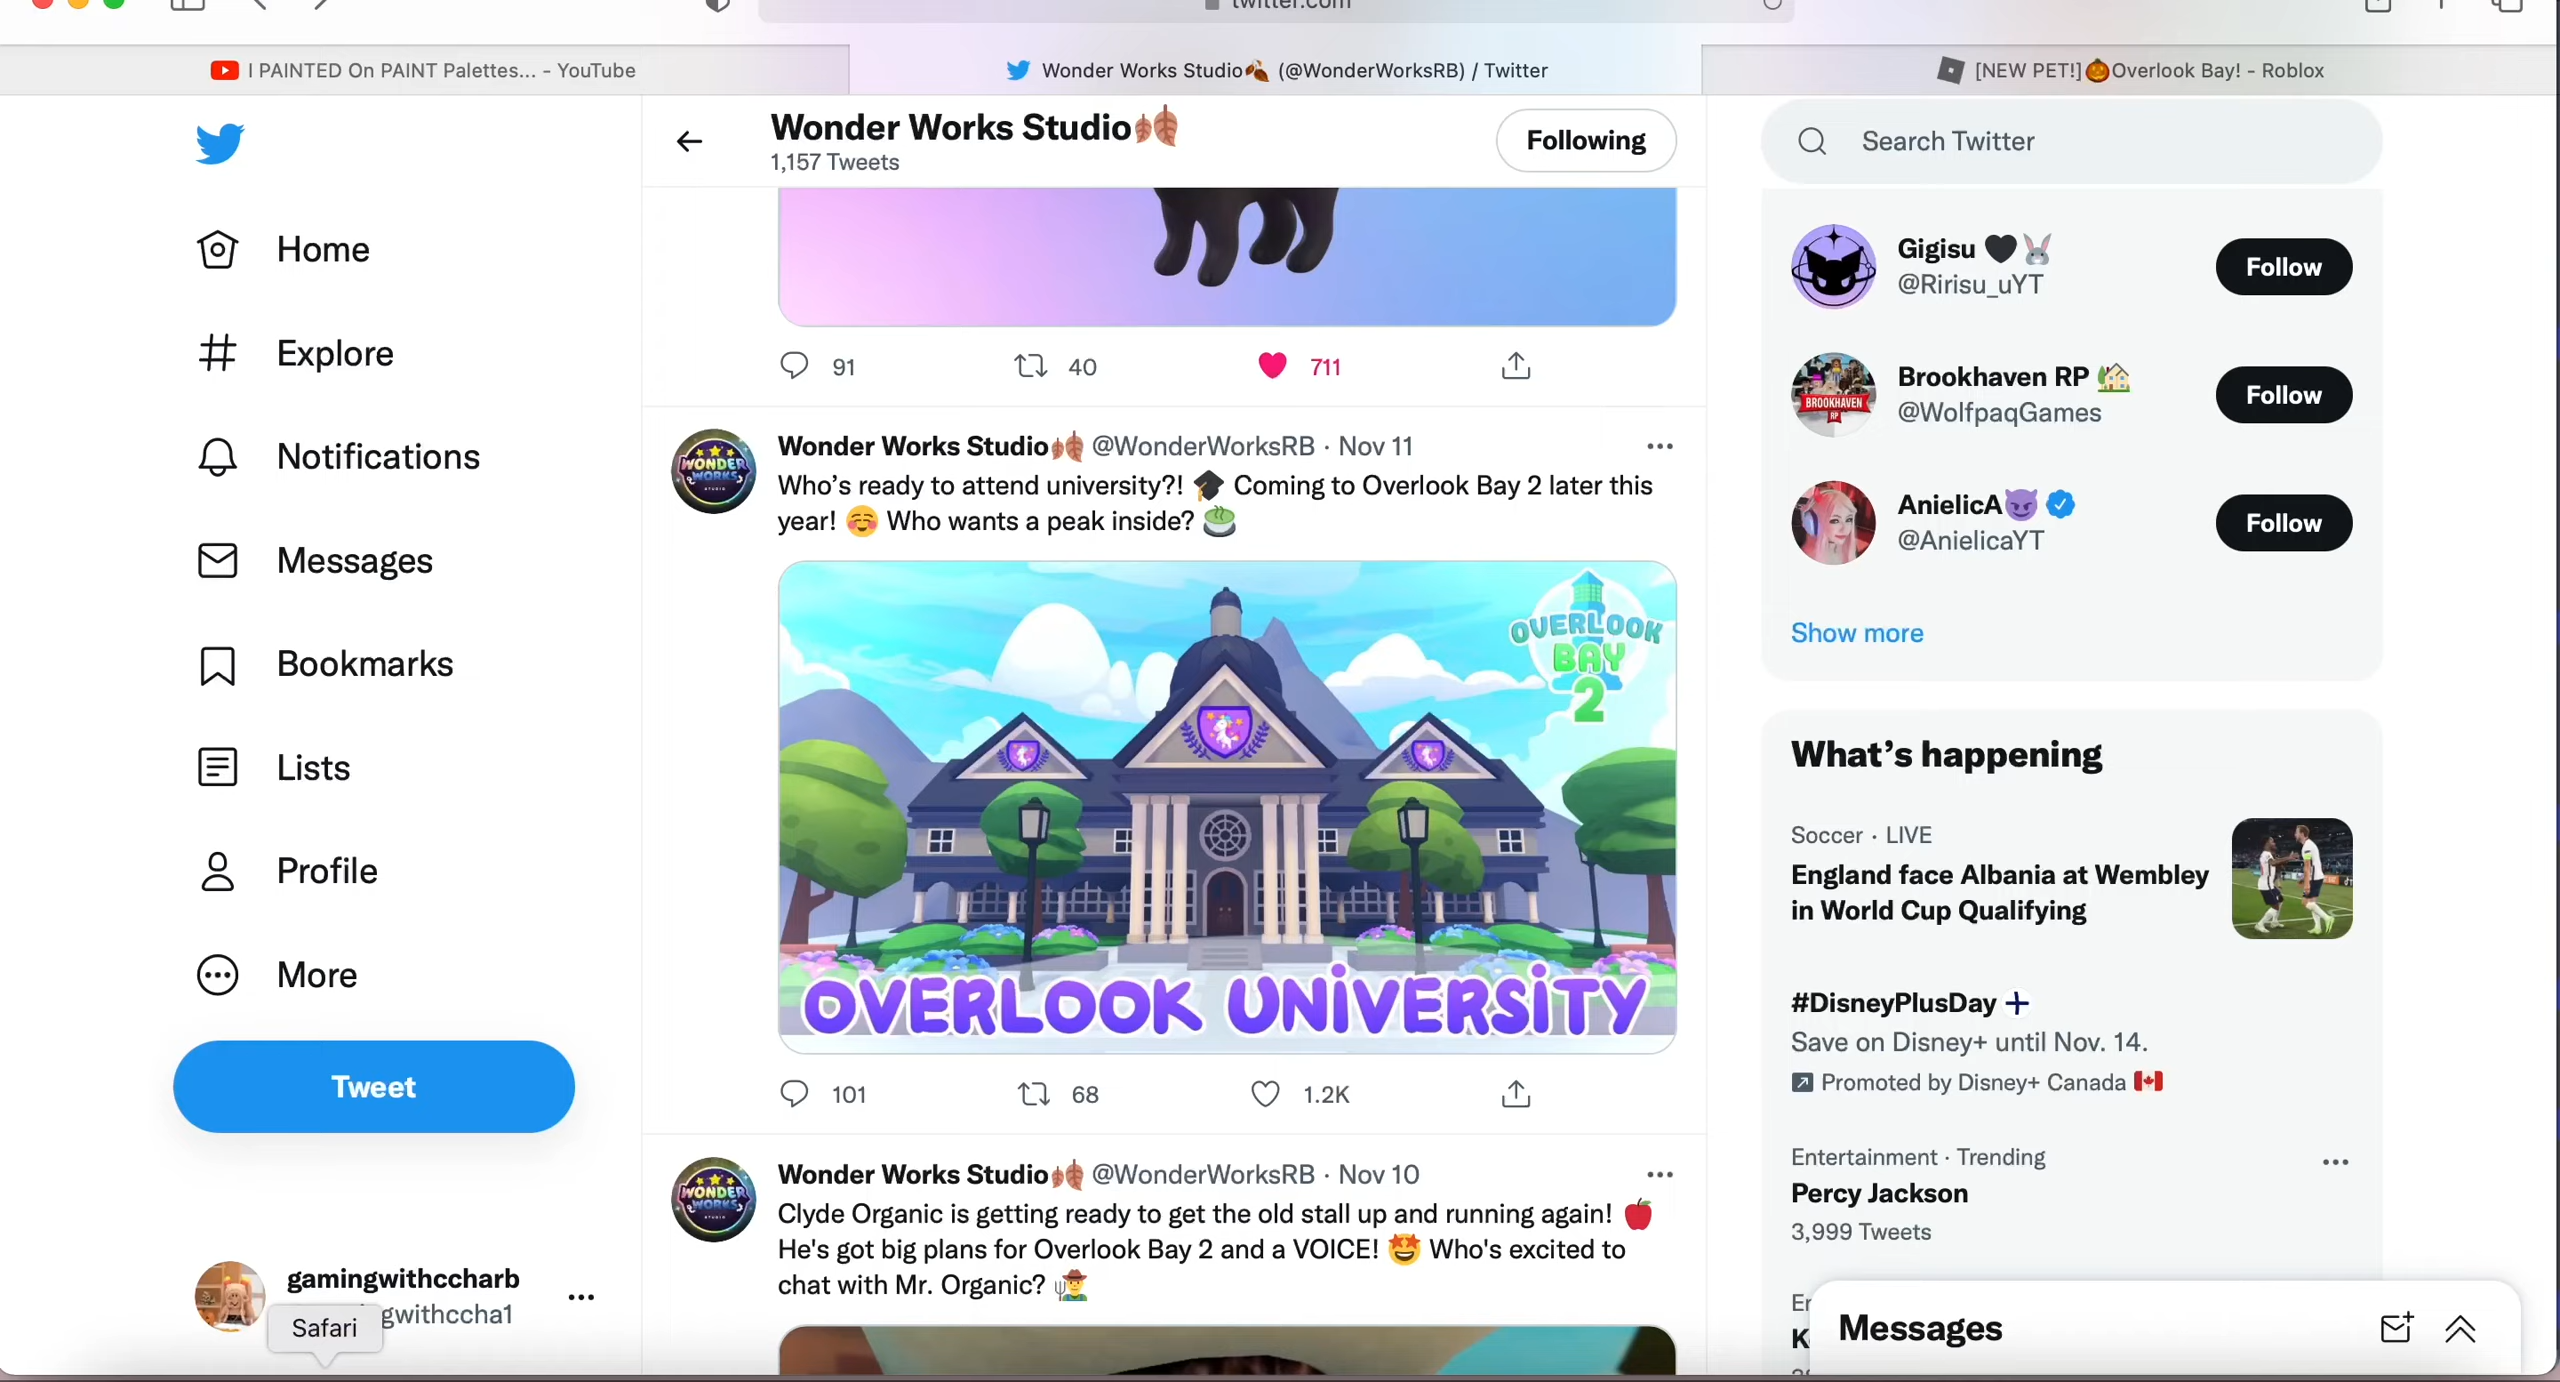 twitter.com
I PAINTED On PAINT Palettes... - YouTube
Wonder Works Studio🍂 (@WonderWorksRB) / Twitter
[NEW PET!]🎃Overlook Bay! - Roblox
Home
Explore
Notifications
Messages
Bookmarks
Lists
Profile
More
Tweet
gamingwithccharb
gwithccha1
Safari
Wonder Works Studio🍂
1,157 Tweets
Following
91
40
711
Wonder Works Studio🍂 @WonderWorksRB · Nov 11
Who’s ready to attend university?! 🎓 Coming to Overlook Bay 2 later this
year! ☺️ Who wants a peak inside? 🍵
OVERLOOK
BAY
2
OVERLOOK UNIVERSITY
101
68
1.2K
WONDER
WORKS
STUDIO
Wonder Works Studio🍂 @WonderWorksRB · Nov 10
Clyde Organic is getting ready to get the old stall up and running again! 🍎
He's got big plans for Overlook Bay 2 and a VOICE! 🤩 Who's excited to
chat with Mr. Organic? 👨‍🌾
WONDER
WORKS
STUDIO
Search Twitter
Gigisu 🖤🐰
@Ririsu_uYT
Follow
BROOKHAVEN
RP
Brookhaven RP 🏡
@WolfpaqGames
Follow
AnielicA😈
@AnielicaYT
Follow
Show more
What’s happening
Soccer · LIVE
England face Albania at Wembley
in World Cup Qualifying
#DisneyPlusDay
Save on Disney+ until Nov. 14.
Promoted by Disney+ Canada 🇨🇦
Entertainment · Trending
Percy Jackson
3,999 Tweets
Messages